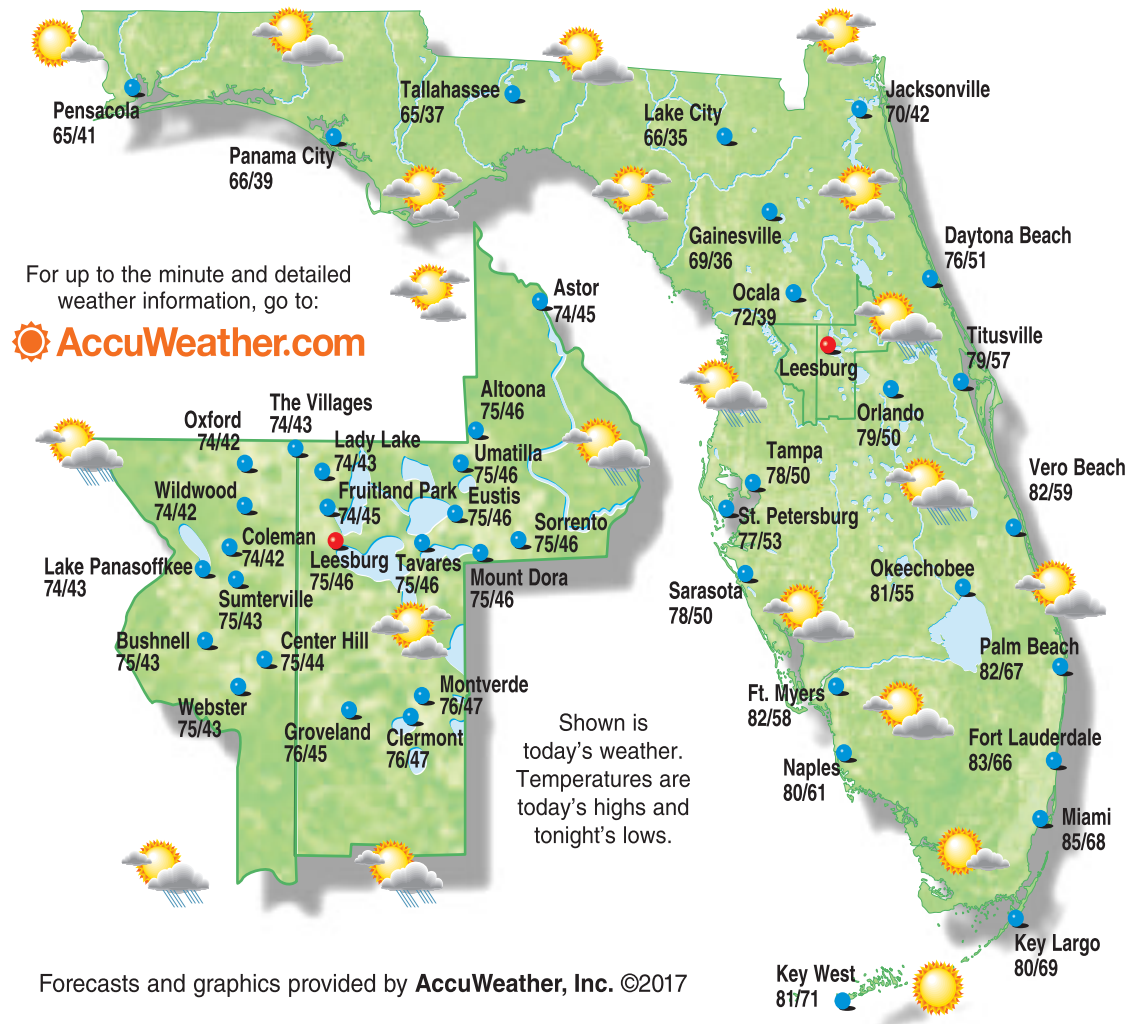 Pensacola
65/41
Panama City
66/39
Tallahassee
65/37
Lake City
66/35
Jacksonville
70/42
Gainesville
69/36
Daytona Beach
76/51
Ocala
72/39
Titusville
79/57
Leesburg
Orlando
79/50
Tampa
78/50
Vero Beach
82/59
St. Petersburg
77/53
Sarasota
78/50
Okeechobee
81/55
Palm Beach
82/67
Ft. Myers
82/58
Fort Lauderdale
83/66
Naples
80/61
Miami
85/68
Key Largo
80/69
Key West
81/71
For up to the minute and detailed
weather information, go to:
AccuWeather.com
Astor
74/45
Altoona
75/46
The Villages
74/43
Oxford
74/42
Lady Lake
74/43
Umatilla
75/46
Wildwood
74/42
Fruitland Park
74/45
Eustis
75/46
Sorrento
75/46
Coleman
74/42
Leesburg
75/46
Tavares
75/46
Mount Dora
75/46
Lake Panasoffkee
74/43
Sumterville
75/43
Bushnell
75/43
Center Hill
75/44
Webster
75/43
Montverde
76/47
Groveland
76/45
Clermont
76/47
Shown is
today's weather.
Temperatures are
today's highs and
tonight's lows.
Forecasts and graphics provided by AccuWeather, Inc. ©2017